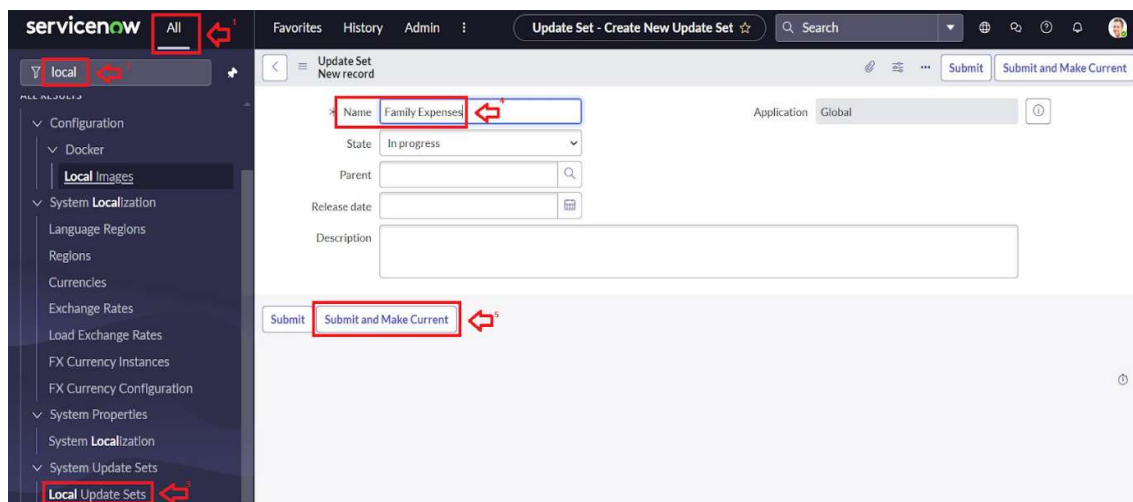 servicenow All 1 Favorites History Admin Update Set - Create New Update Set Search
local
Update Set
New record
Submit Submit and Make Current
ALL RESULTS
Name Family Expenses 4 Application Global
Configuration
State In progress
Docker
Local Images
Parent
System Localization
Release date
Language Regions
Description
Regions
Currencies
Exchange Rates
Submit Submit and Make Current 5
Load Exchange Rates
FX Currency Instances
FX Currency Configuration
System Properties
System Localization
System Update Sets
Local Update Sets